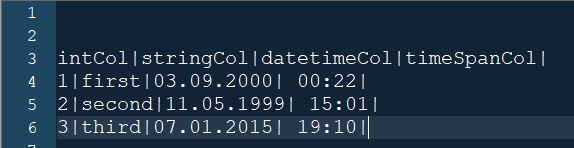 1
2
3 intCol|stringCol|datetimeCol|timeSpanCol|
4 1|first|03.09.2000| 00:22|
5 2|second|11.05.1999| 15:01|
6 3|third|07.01.2015| 19:10|